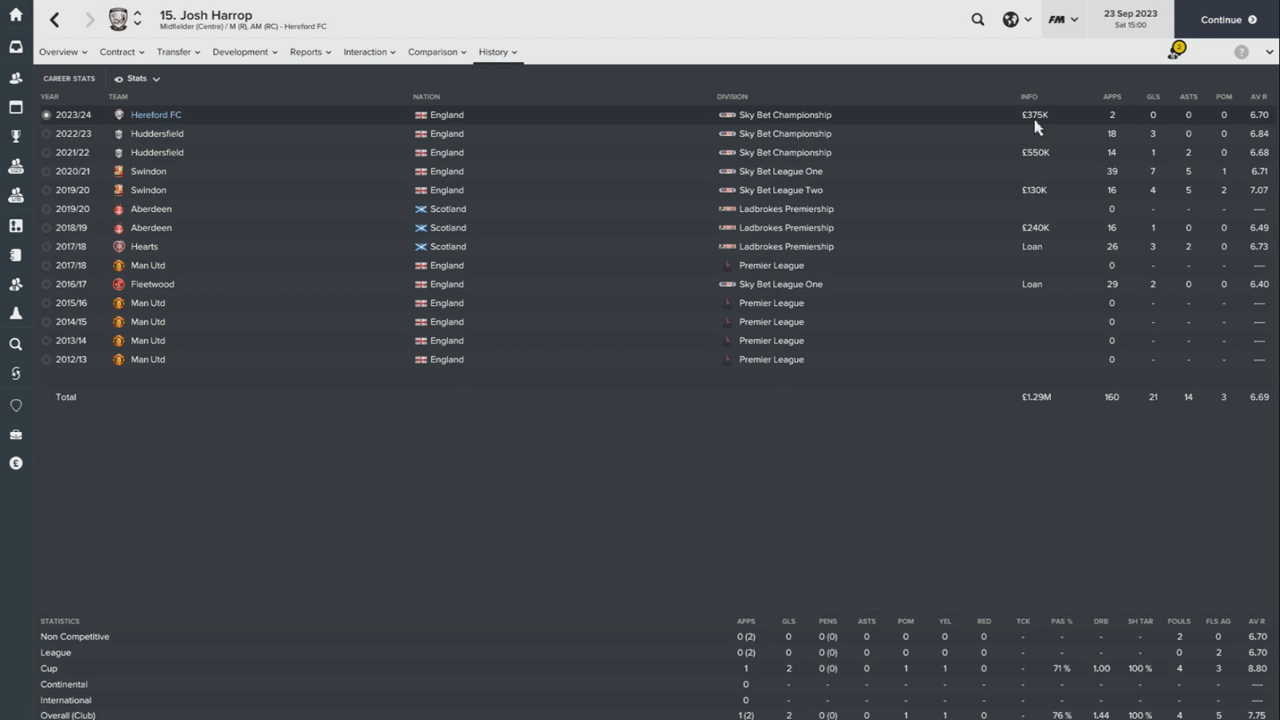 15. Josh Harrop
Midfielder (Centre) / M (R), AM (RC) - Hereford FC
FM
23 Sep 2023
Sat 15:00
Continue
Overview Contract Transfer Development Reports Interaction Comparison History
2
?
CAREER STATS Stats
YEAR TEAM NATION DIVISION INFO APPS GLS ASTS POM AV R
2023/24 Hereford FC England Sky Bet Championship £375K 2 0 0 0 6.70
2022/23 Huddersfield England Sky Bet Championship 18 3 0 0 6.84
2021/22 Huddersfield England Sky Bet Championship £550K 14 1 2 0 6.68
2020/21 Swindon England Sky Bet League One 39 7 5 1 6.71
2019/20 Swindon England Sky Bet League Two £130K 16 4 5 2 7.07
2019/20 Aberdeen Scotland Ladbrokes Premiership 0 - - - ----
2018/19 Aberdeen Scotland Ladbrokes Premiership £240K 16 1 0 0 6.49
2017/18 Hearts Scotland Ladbrokes Premiership Loan 26 3 2 0 6.73
2017/18 Man Utd England Premier League 0 - - - ----
2016/17 Fleetwood England Sky Bet League One Loan 29 2 0 0 6.40
2015/16 Man Utd England Premier League 0 - - - ----
2014/15 Man Utd England Premier League 0 - - - ----
2013/14 Man Utd England Premier League 0 - - - ----
2012/13 Man Utd England Premier League 0 - - - ----
Total £1.29M 160 21 14 3 6.69
STATISTICS APPS GLS PENS ASTS POM YEL RED TCK PAS % DRB SH TAR FOULS FLS AG AV R
Non Competitive 0 (2) 0 0 (0) 0 0 0 0 - - - - 2 0 6.70
League 0 (2) 0 0 (0) 0 0 0 0 - - - - 0 2 6.70
Cup 1 2 0 (0) 0 1 1 0 - 71 % 1.00 100 % 4 3 8.80
Continental 0 - - - - - - - - - - - - ----
International 0 - - - - - - - - - - - - ----
Overall (Club) 1 (2) 2 0 (0) 0 1 1 0 - 76 % 1.44 100 % 4 5 7.75